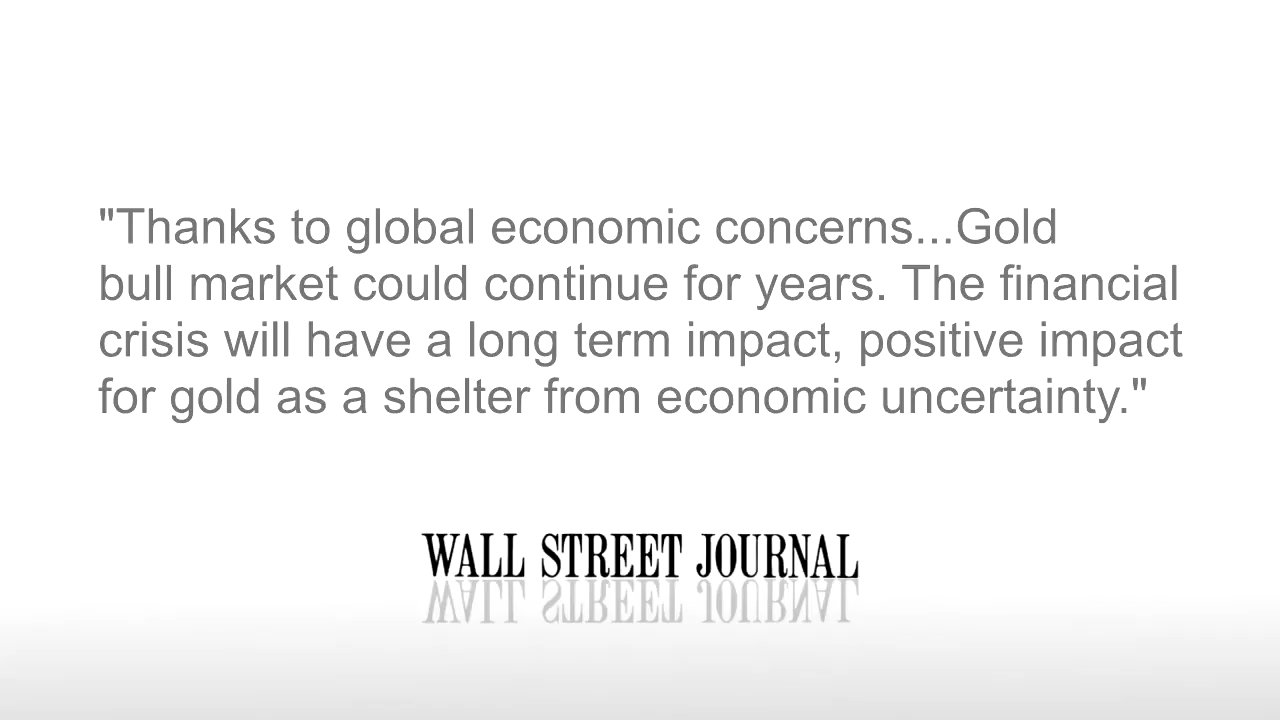 "Thanks to global economic concerns...Gold
bull market could continue for years. The financial
crisis will have a long term impact, positive impact
for gold as a shelter from economic uncertainty."
WALL STREET JOURNAL